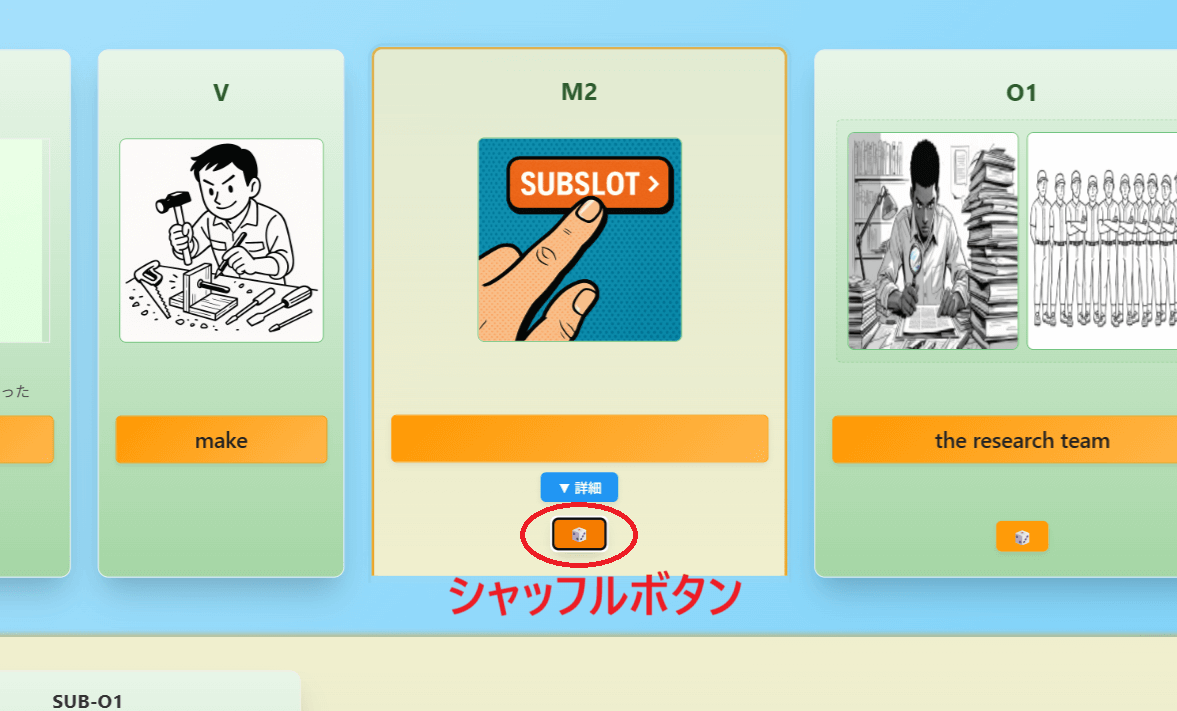 V
M2
O1
SUBSLOT >
った
make
the research team
▼詳細
シャッフルボタン
SUB-O1